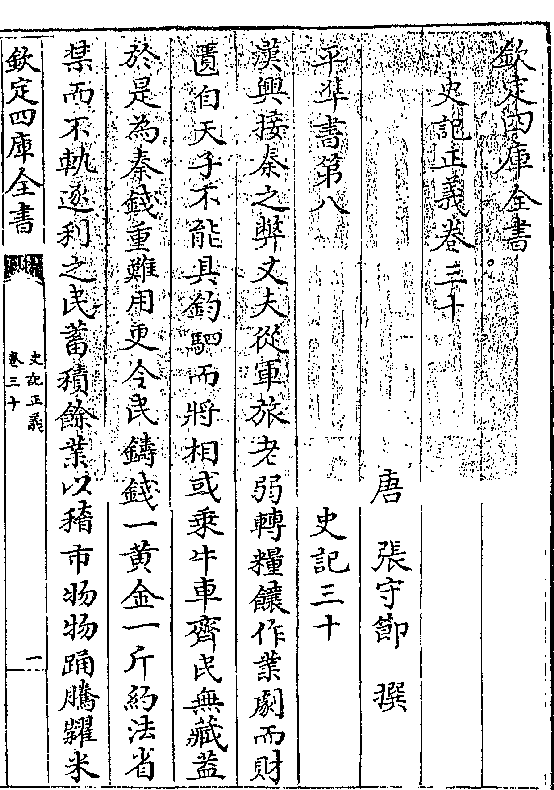 欽定四庫全書
史記正義卷三十
唐 張守節 撰
平準書第八 史記三十
漢興接秦之弊丈夫從軍旅老弱轉糧饟作業劇而財
匱自天子不能具鈞駟而將相或乗牛車齊民無藏葢
於是為秦錢重難用更令民鑄錢一黄金一斤約法省
禁而不軌逐利之民蓄積餘業以稽市物物踊騰糶米
欽定四庫全書
史記正義
卷三十
一